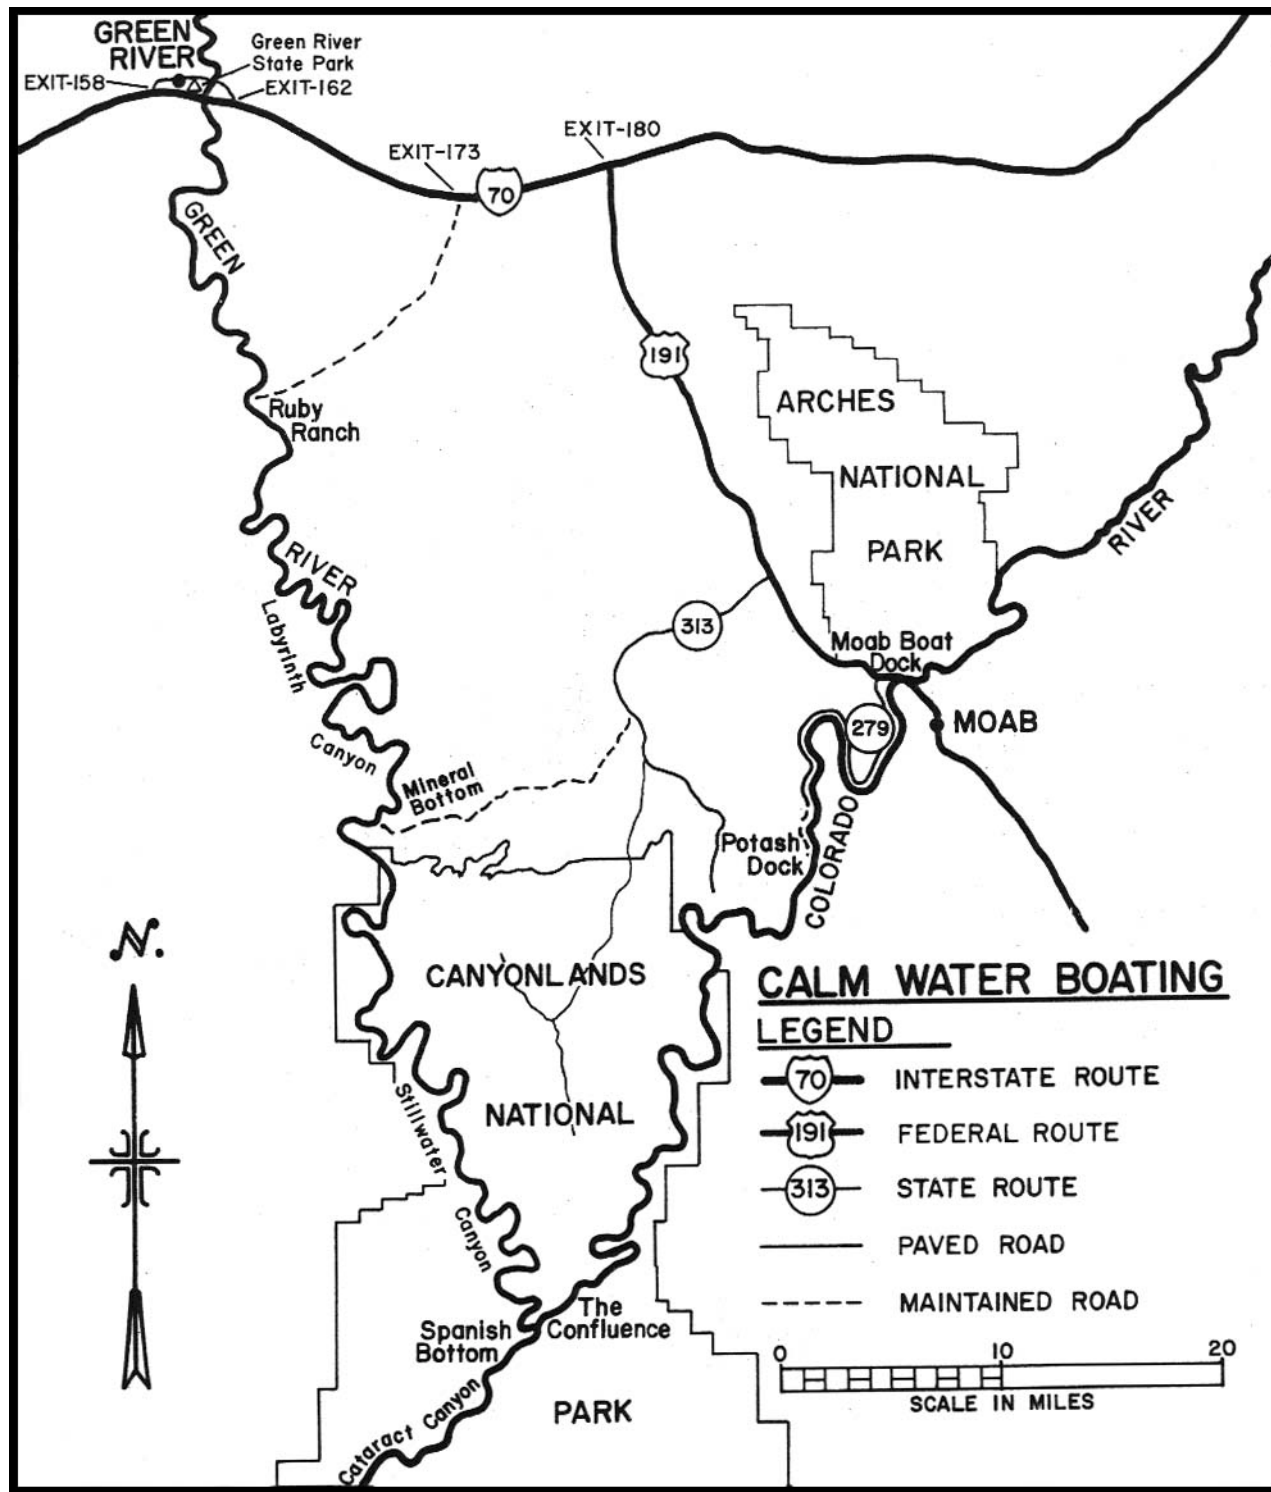 GREEN
RIVER
Green River
State Park
EXIT-158
EXIT-162
EXIT-173
EXIT-180
70
GREEN
191
ARCHES
Ruby
Ranch
NATIONAL
RIVER
PARK
RIVER
Labyrinth
313
Moab Boat
Dock
279
MOAB
Canyon
Mineral
Bottom
Potash
Dock
COLORADO
N.
CANYONLANDS
CALM WATER BOATING
LEGEND
70 INTERSTATE ROUTE
Stillwater
NATIONAL
191 FEDERAL ROUTE
313 STATE ROUTE
Canyon
PAVED ROAD
The
Confluence
MAINTAINED ROAD
Spanish
Bottom
0 10 20
SCALE IN MILES
Cataract Canyon
PARK